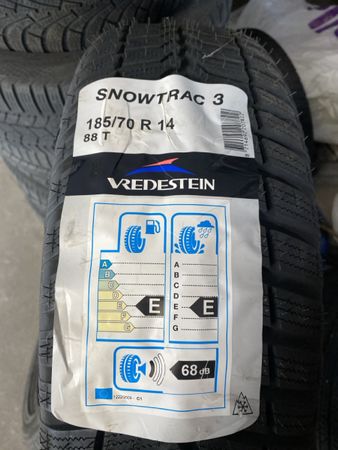 SNOWTRAC 3
185/70 R 14
88 T
VREDESTEIN
A
B
C
D
E
F
G
E
A
B
C
D
E
F
G
E
68 dB